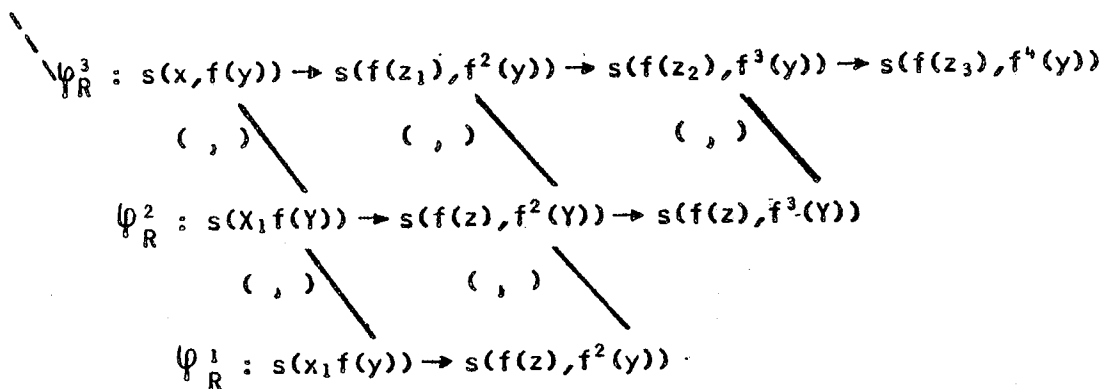 φ³_R : s(x,f(y)) → s(f(z₁),f²(y)) → s(f(z₂),f³(y)) → s(f(z₃),f⁴(y))
( , ) ( , ) ( , )
φ²_R : s(X₁f(Y)) → s(f(z),f²(Y)) → s(f(z),f³(Y))
( , ) ( , )
φ¹_R : s(x₁f(y)) → s(f(z),f²(y))